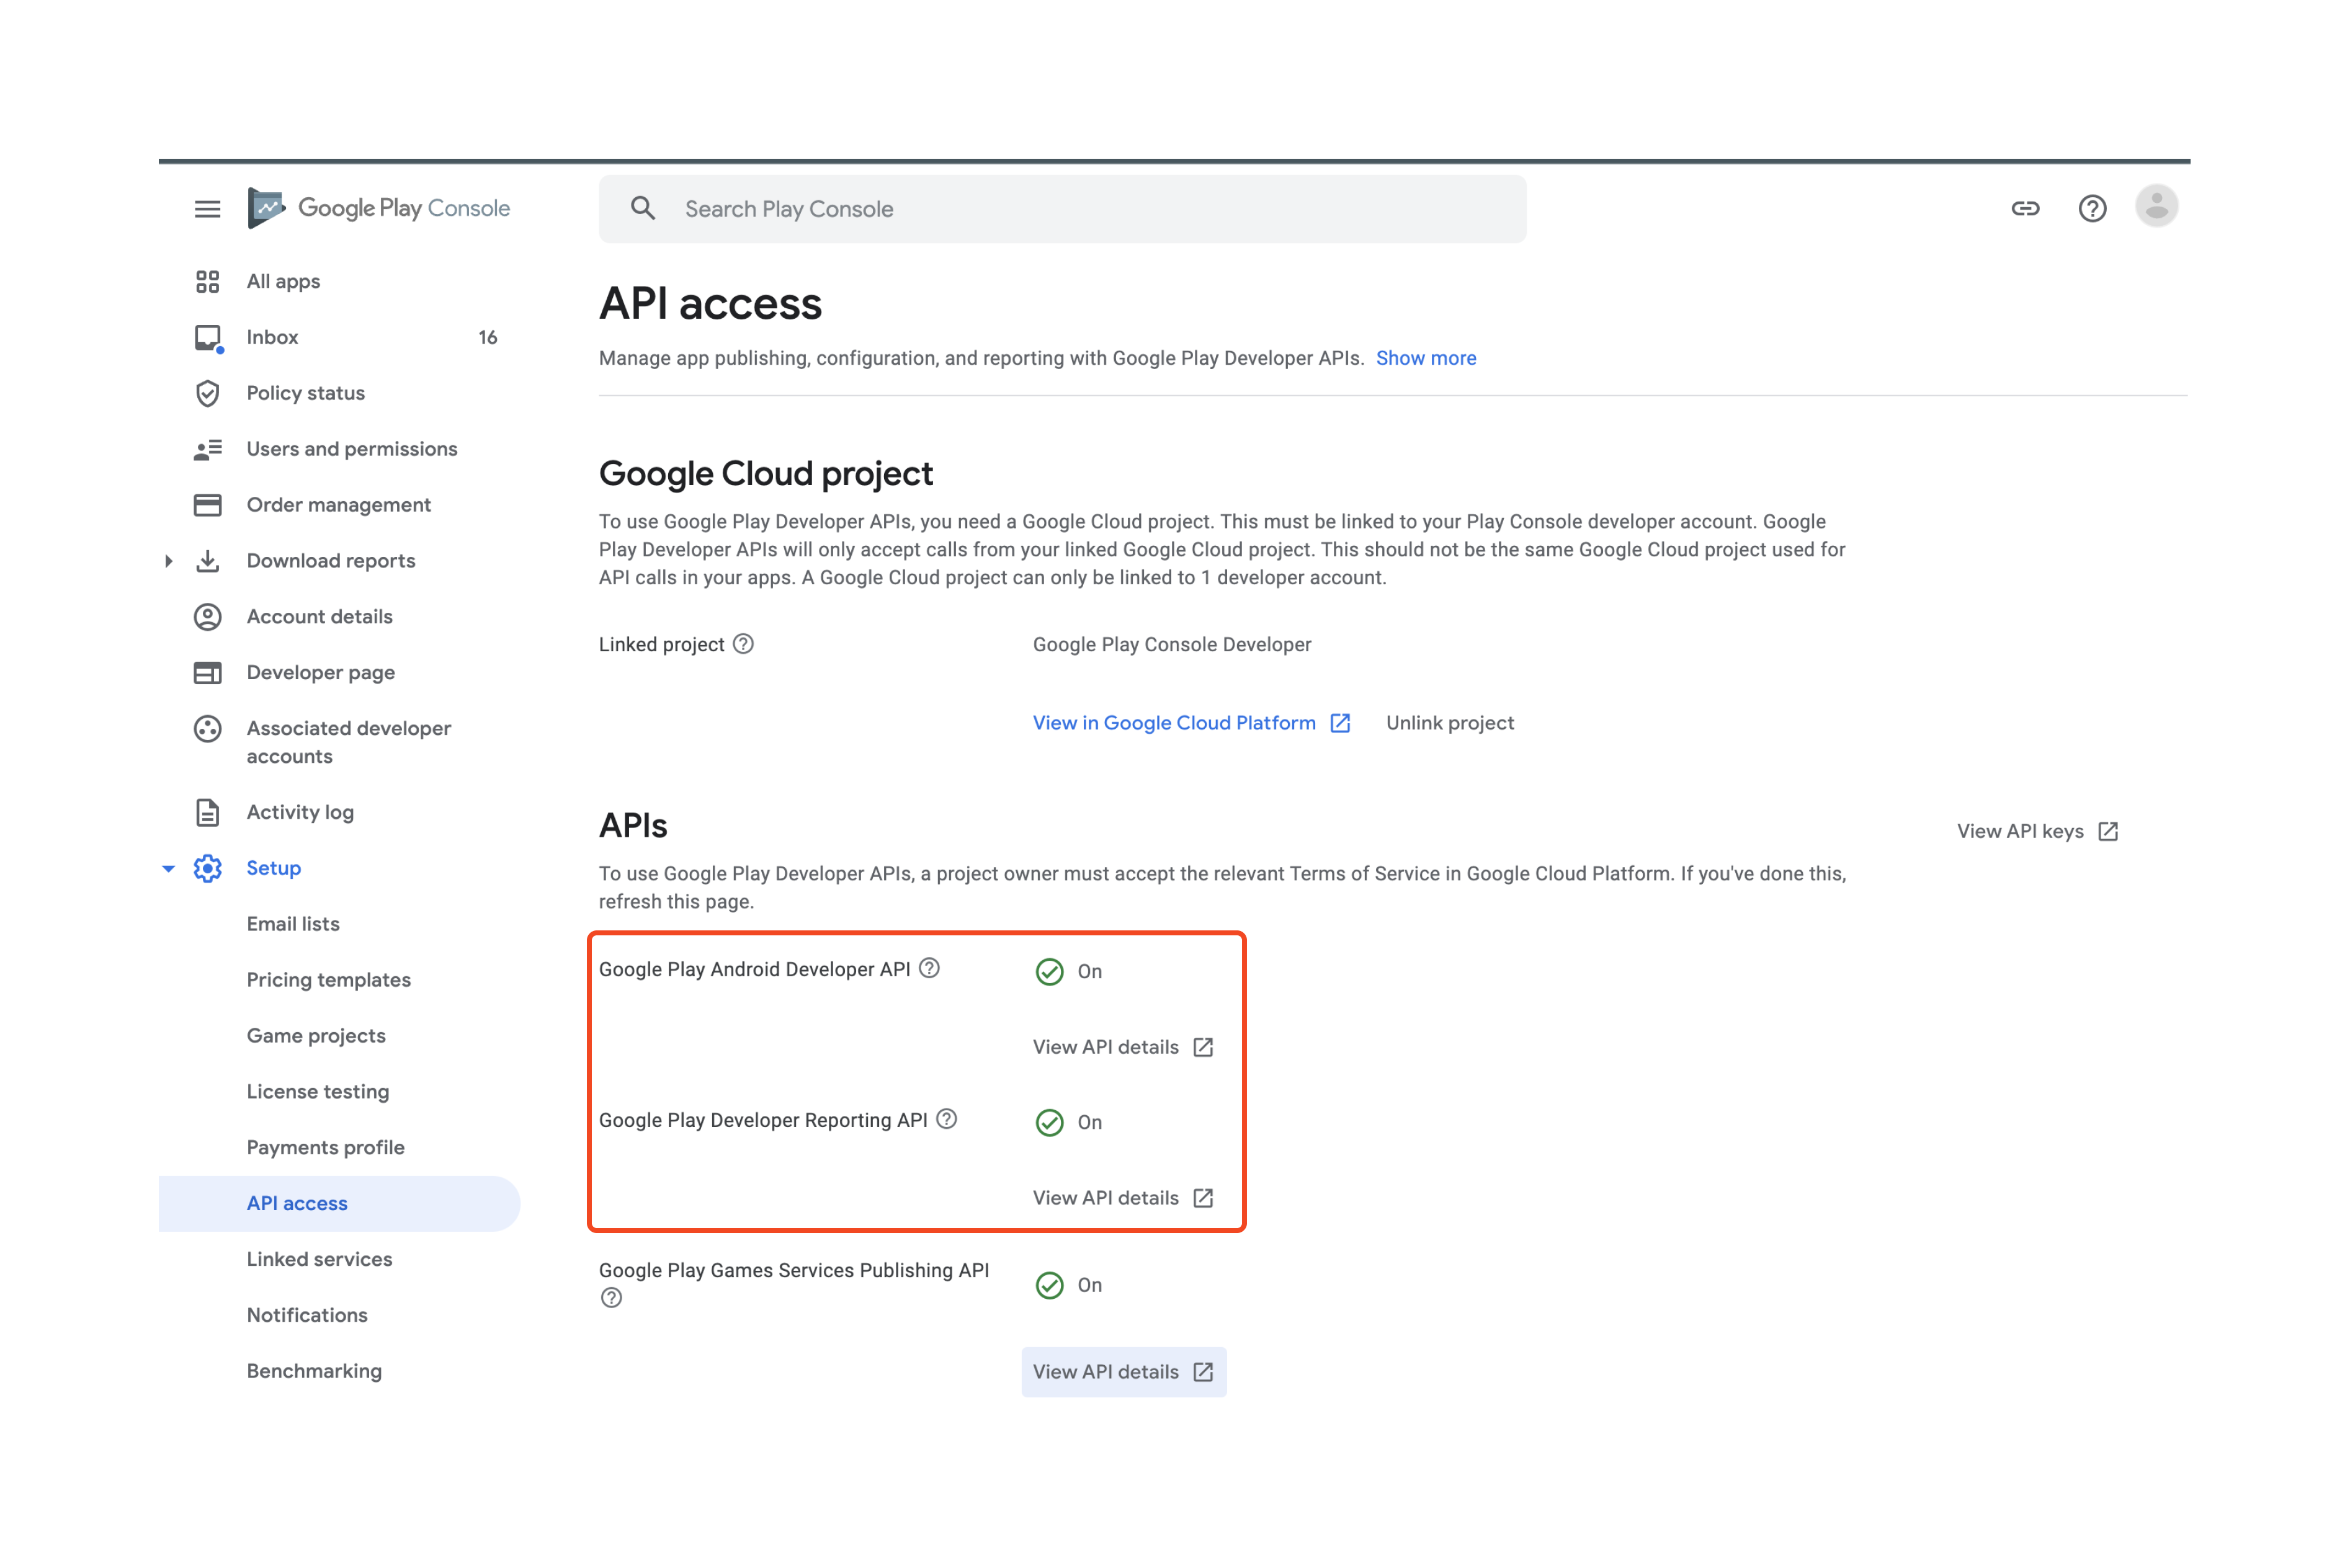 Google Play Console
Search Play Console
All apps
Inbox 16
Policy status
Users and permissions
Order management
Download reports
Account details
Developer page
Associated developer
accounts
Activity log
Setup
Email lists
Pricing templates
Game projects
License testing
Payments profile
API access
Linked services
Notifications
Benchmarking
API access
Manage app publishing, configuration, and reporting with Google Play Developer APIs. Show more
Google Cloud project
To use Google Play Developer APIs, you need a Google Cloud project. This must be linked to your Play Console developer account. Google
Play Developer APIs will only accept calls from your linked Google Cloud project. This should not be the same Google Cloud project used for
API calls in your apps. A Google Cloud project can only be linked to 1 developer account.
Linked project Google Play Console Developer
View in Google Cloud Platform Unlink project
APIs View API keys
To use Google Play Developer APIs, a project owner must accept the relevant Terms of Service in Google Cloud Platform. If you've done this,
refresh this page.
Google Play Android Developer API On
View API details
Google Play Developer Reporting API On
View API details
Google Play Games Services Publishing API On
View API details